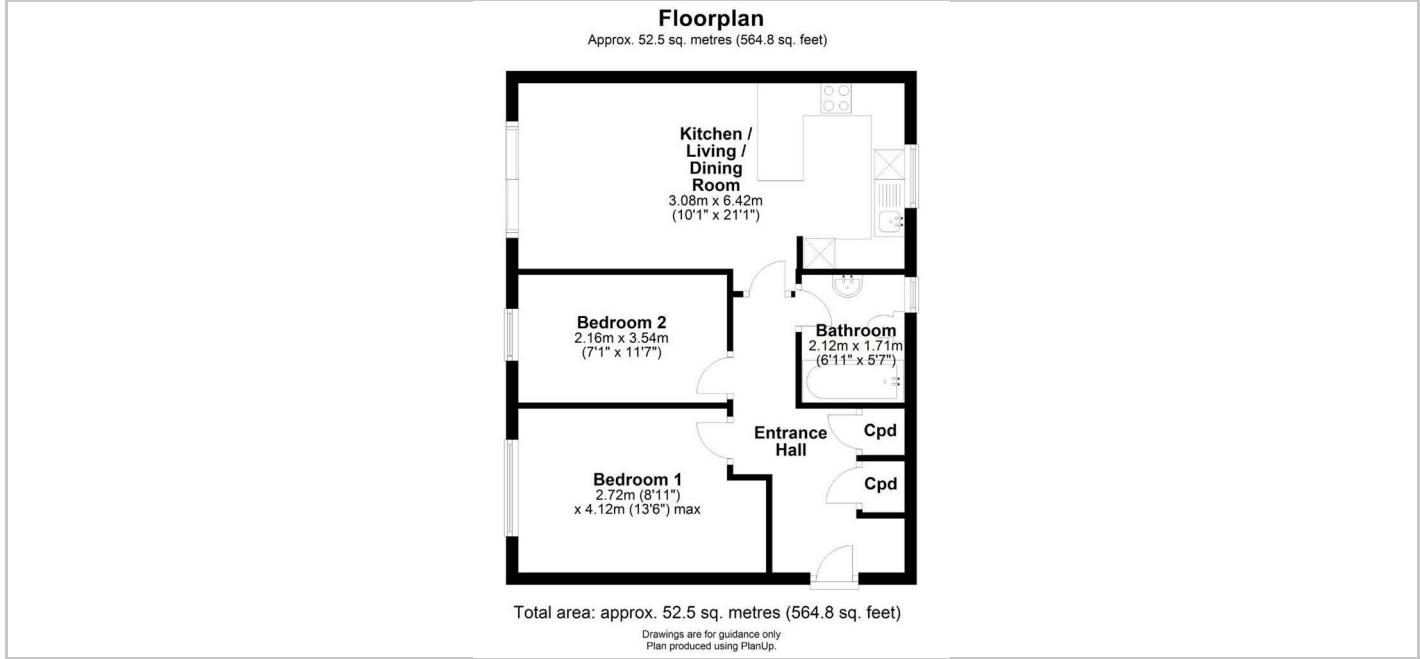 Floorplan
Approx. 52.5 sq. metres (564.8 sq. feet)
Kitchen /
Living /
Dining
Room
3.08m x 6.42m
(10'1" x 21'1")
Bedroom 2
2.16m x 3.54m
(7'1" x 11'7")
Bathroom
2.12m x 1.71m
(6'11" x 5'7")
Entrance
Hall
Cpd
Cpd
Bedroom 1
2.72m (8'11")
x 4.12m (13'6") max
Total area: approx. 52.5 sq. metres (564.8 sq. feet)
Drawings are for guidance only
Plan produced using PlanUp.